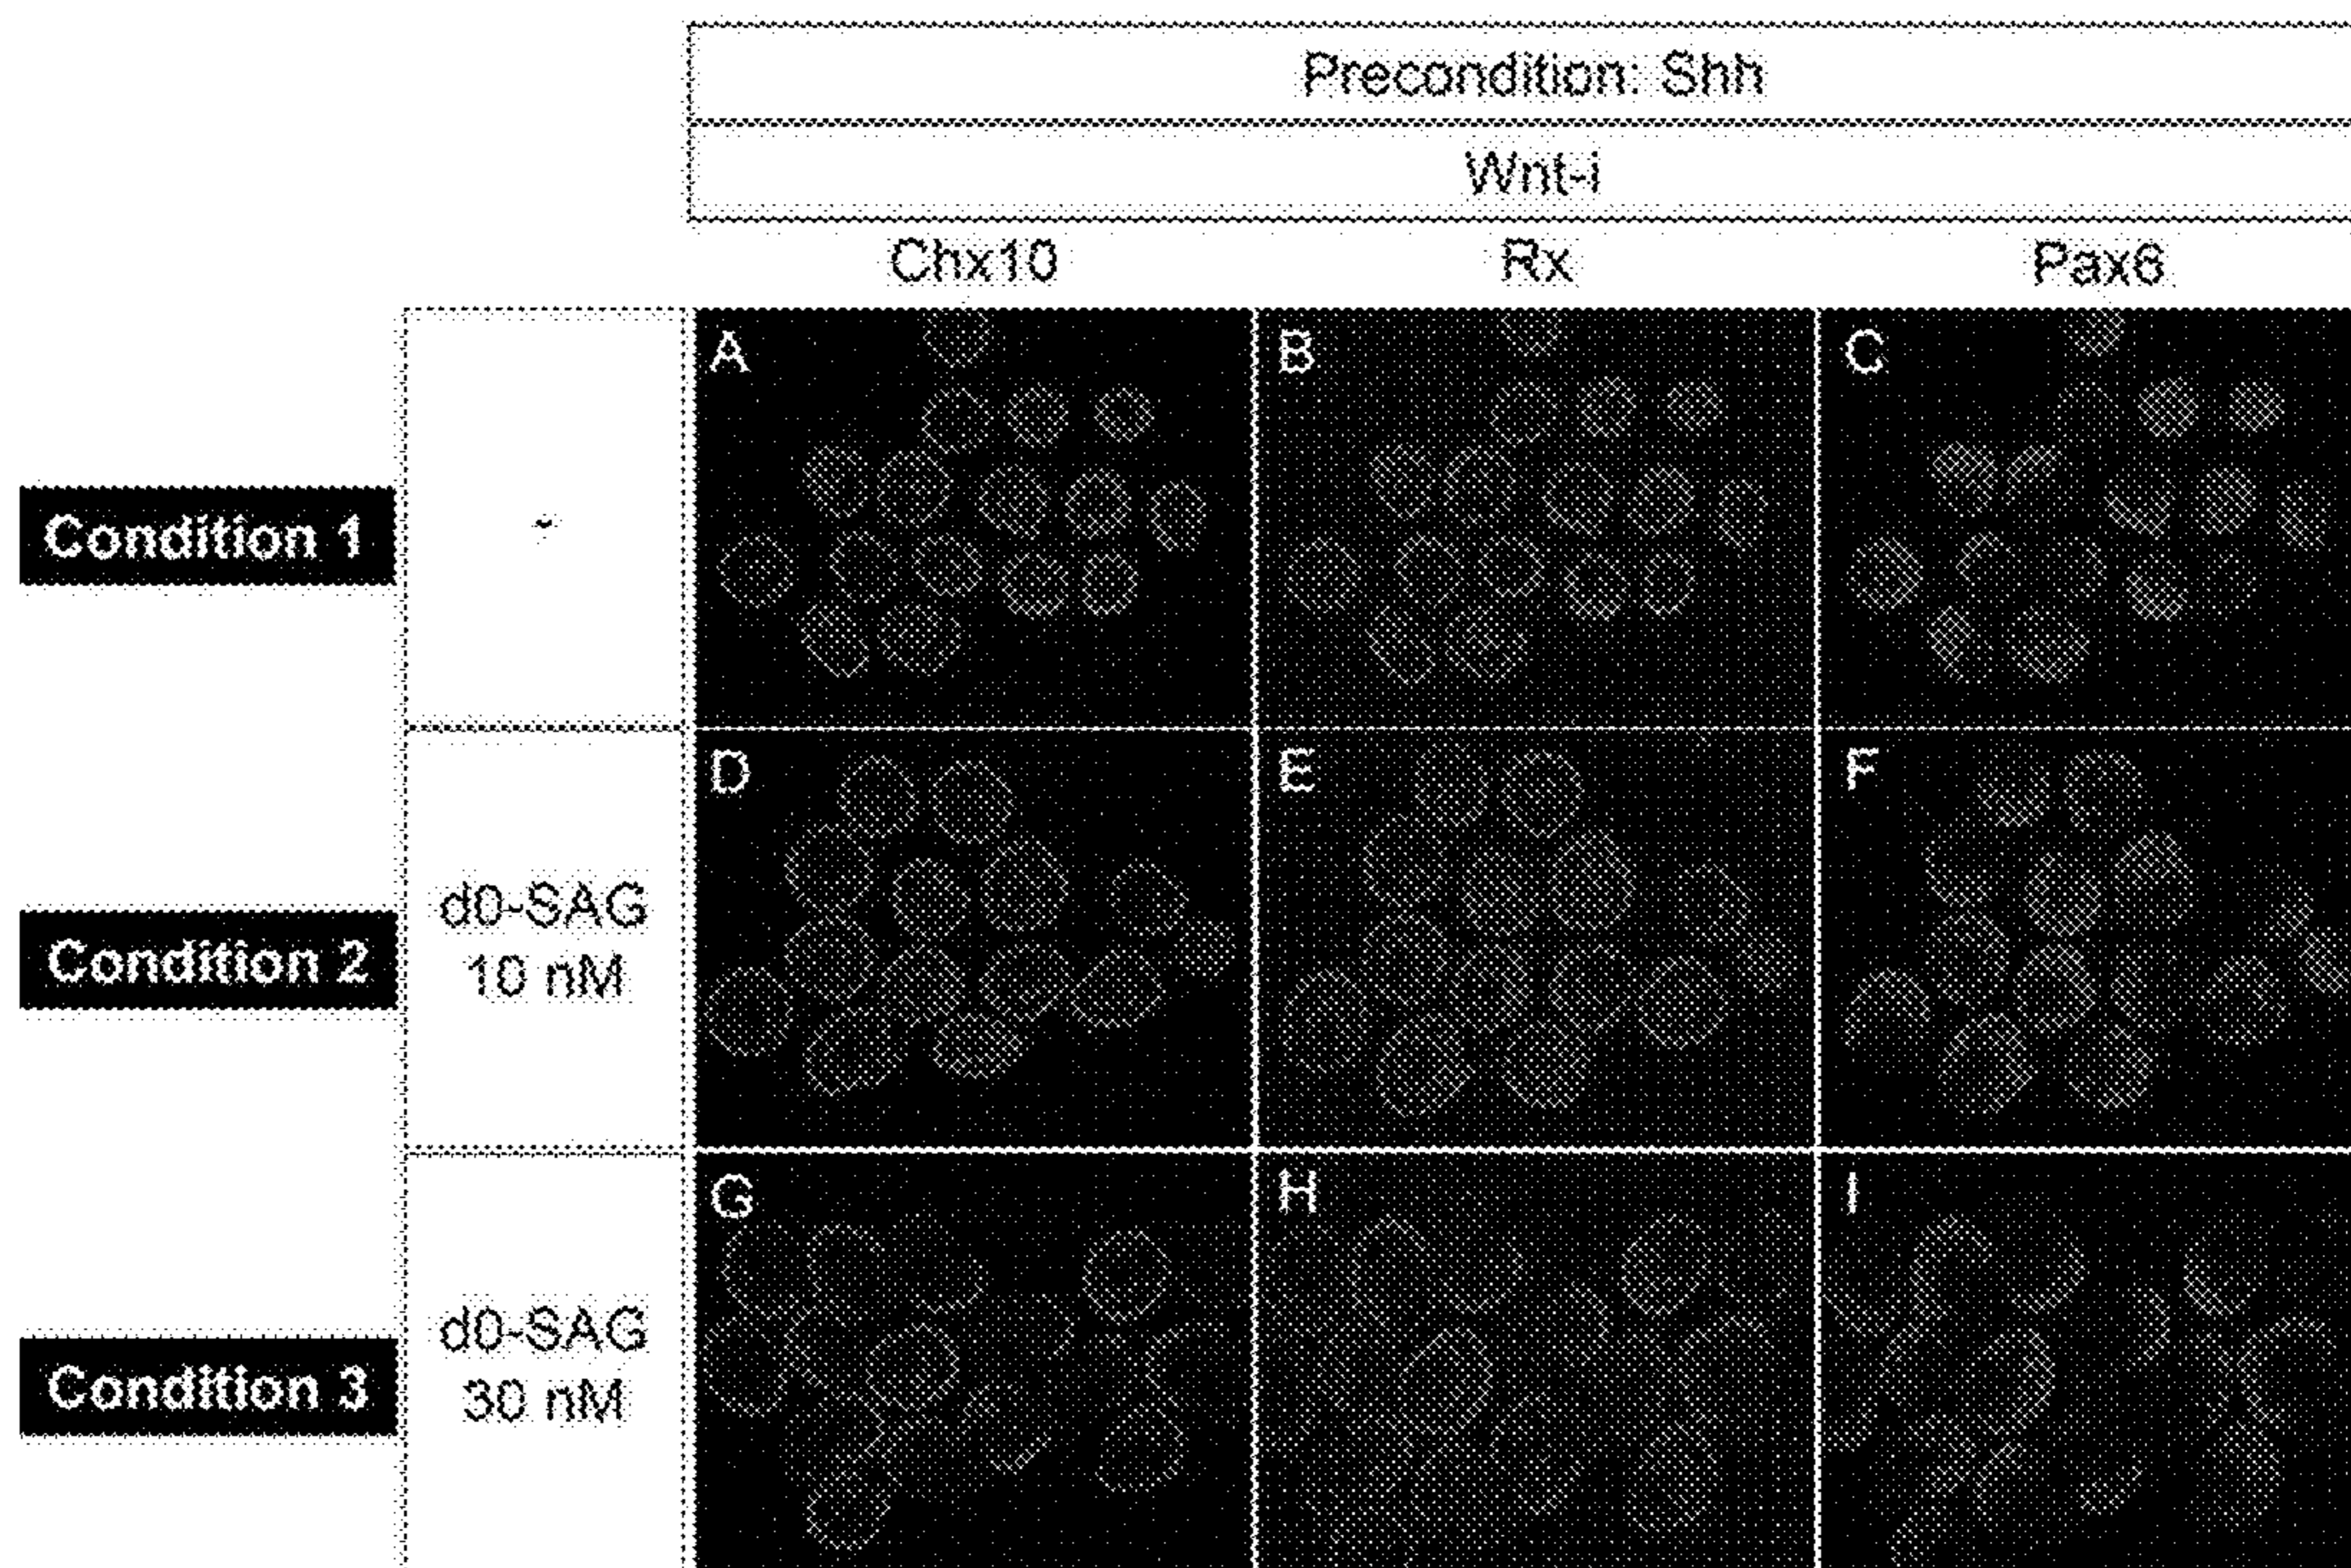 Precondition: Shh
Wnt-i
Chx10 Rx Pax6
Condition 1
-
A B C
Condition 2
d0-SAG
10 nM
D E F
Condition 3
d0-SAG
30 nM
G H I